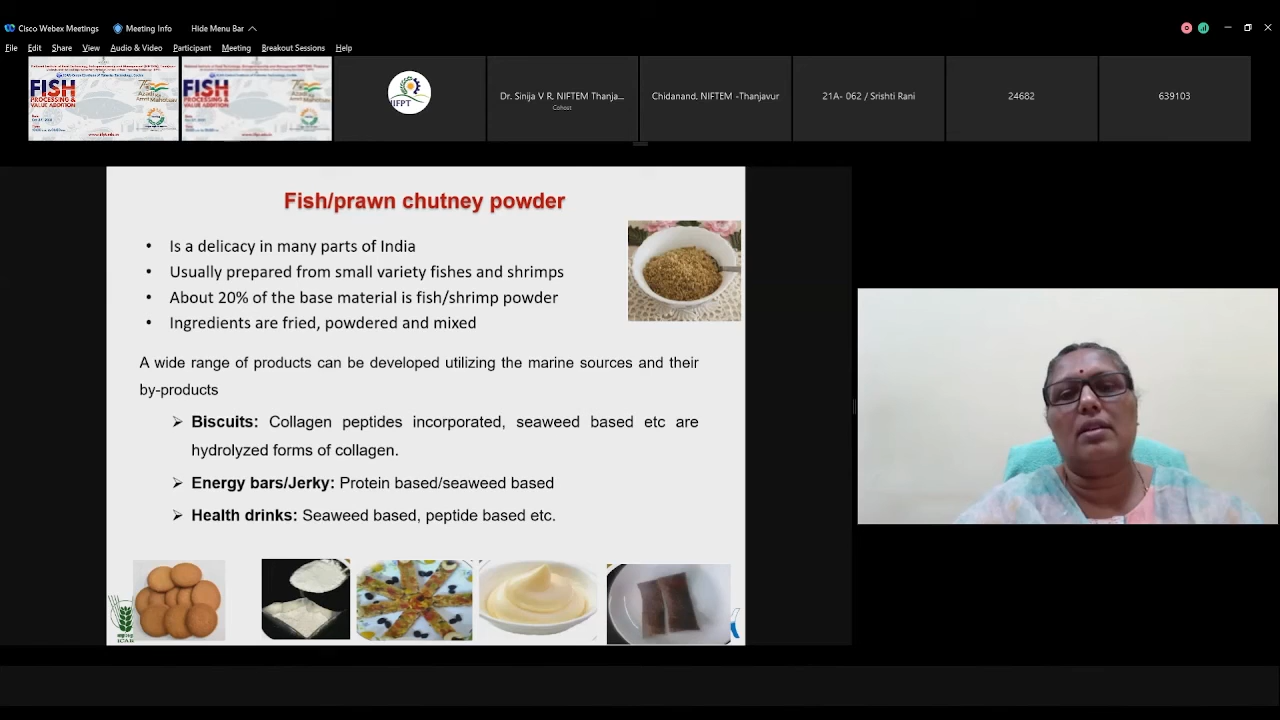 Cisco Webex Meetings Meeting Info Hide Menu Bar
File Edit Share View Audio & Video Participant Meeting Breakout Sessions Help
FISH
PROCESSING &
VALUE ADDITION
Azadi
Amrit Mahotsav
FISH
PROCESSING &
VALUE ADDITION
Azadi
Amrit Mahotsav
IIFPT
Dr. Sinija V R. NIFTEM Thanja...
Cohost
Chidanand. NIFTEM -Thanjavur
21A- 062 / Srishti Rani
24682
639103
Fish/prawn chutney powder
• Is a delicacy in many parts of India
• Usually prepared from small variety fishes and shrimps
• About 20% of the base material is fish/shrimp powder
• Ingredients are fried, powdered and mixed
A wide range of products can be developed utilizing the marine sources and their
by-products
➢ Biscuits: Collagen peptides incorporated, seaweed based etc are
hydrolyzed forms of collagen.
➢ Energy bars/Jerky: Protein based/seaweed based
➢ Health drinks: Seaweed based, peptide based etc.
ICAR